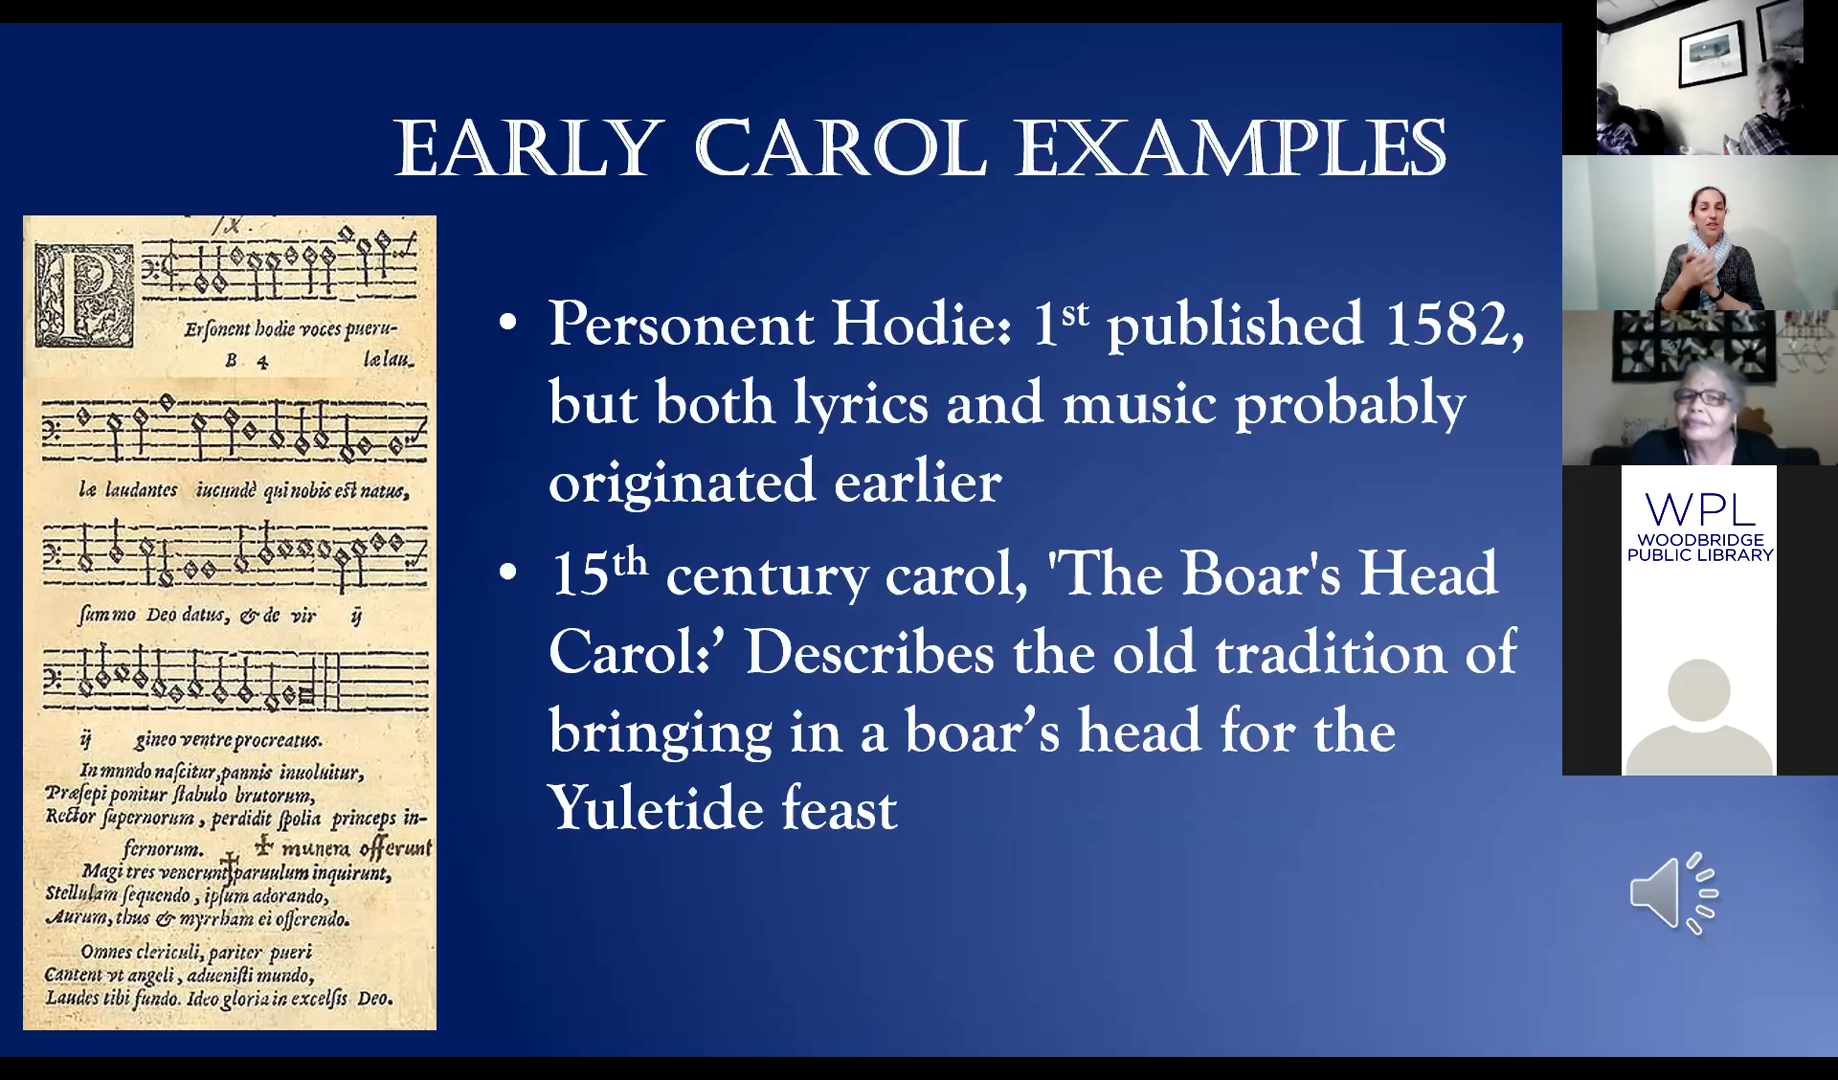 EARLY CAROL EXAMPLES
IX.
P
Erſonent hodie voces pueru-
B 4 læ lau-
læ laudantes iucundè qui nobis est natus,
ſummo Deo datus, & de vir ij
ij gineo ventre procreatus.
In mundo naſcitur, pannis inuoluitur,
Præſepi ponitur ſtabulo brutorum,
Rector ſupernorum, perdidit ſpolia princeps in-
fernorum. munera offerunt
Magi tres venerunt paruulum inquirunt,
Stellulam ſequendo, ipſum adorando,
Aurum, thus & myrrham ei offerendo.
Omnes clericuli, pariter pueri
Cantent vt angeli, adueniſti mundo,
Laudes tibi fundo. Ideo gloria in excelſis Deo.
• Personent Hodie: 1st published 1582,
but both lyrics and music probably
originated earlier
• 15th century carol, 'The Boar's Head
Carol:’ Describes the old tradition of
bringing in a boar’s head for the
Yuletide feast
WPL
WOODBRIDGE
PUBLIC LIBRARY